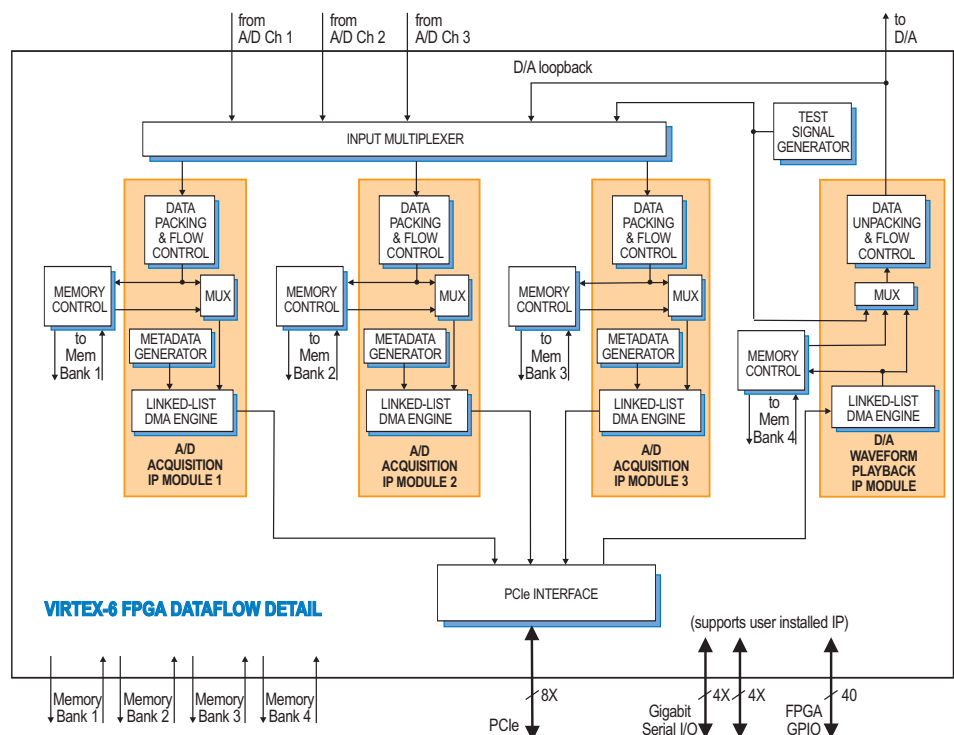 from
A/D Ch 1
from
A/D Ch 2
from
A/D Ch 3
to
D/A
D/A loopback
INPUT MULTIPLEXER
TEST
SIGNAL
GENERATOR
DATA
PACKING
& FLOW
CONTROL
MEMORY
CONTROL
MUX
to
Mem
Bank 1
METADATA
GENERATOR
LINKED-LIST
DMA ENGINE
A/D
ACQUISITION
IP MODULE 1
DATA
PACKING
& FLOW
CONTROL
MEMORY
CONTROL
MUX
to
Mem
Bank 2
METADATA
GENERATOR
LINKED-LIST
DMA ENGINE
A/D
ACQUISITION
IP MODULE 2
DATA
PACKING
& FLOW
CONTROL
MEMORY
CONTROL
MUX
to
Mem
Bank 3
METADATA
GENERATOR
LINKED-LIST
DMA ENGINE
A/D
ACQUISITION
IP MODULE 3
DATA
UNPACKING
& FLOW
CONTROL
MUX
MEMORY
CONTROL
to
Mem
Bank 4
LINKED-LIST
DMA ENGINE
D/A
WAVEFORM
PLAYBACK
IP MODULE
PCIe INTERFACE
VIRTEX-6 FPGA DATAFLOW DETAIL
(supports user installed IP)
Memory
Bank 1
Memory
Bank 2
Memory
Bank 3
Memory
Bank 4
8X
PCIe
4X
4X
Gigabit
Serial I/O
40
FPGA
GPIO